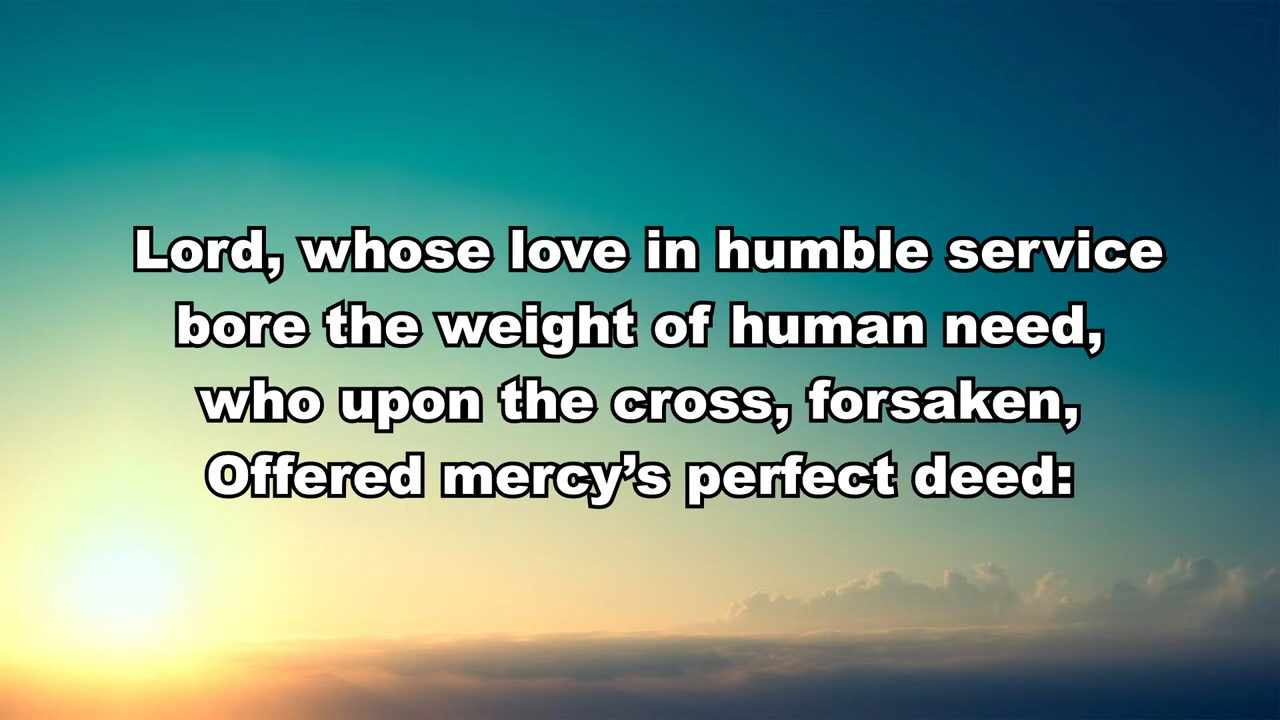 Lord, whose love in humble service
bore the weight of human need,
who upon the cross, forsaken,
Offered mercy’s perfect deed: